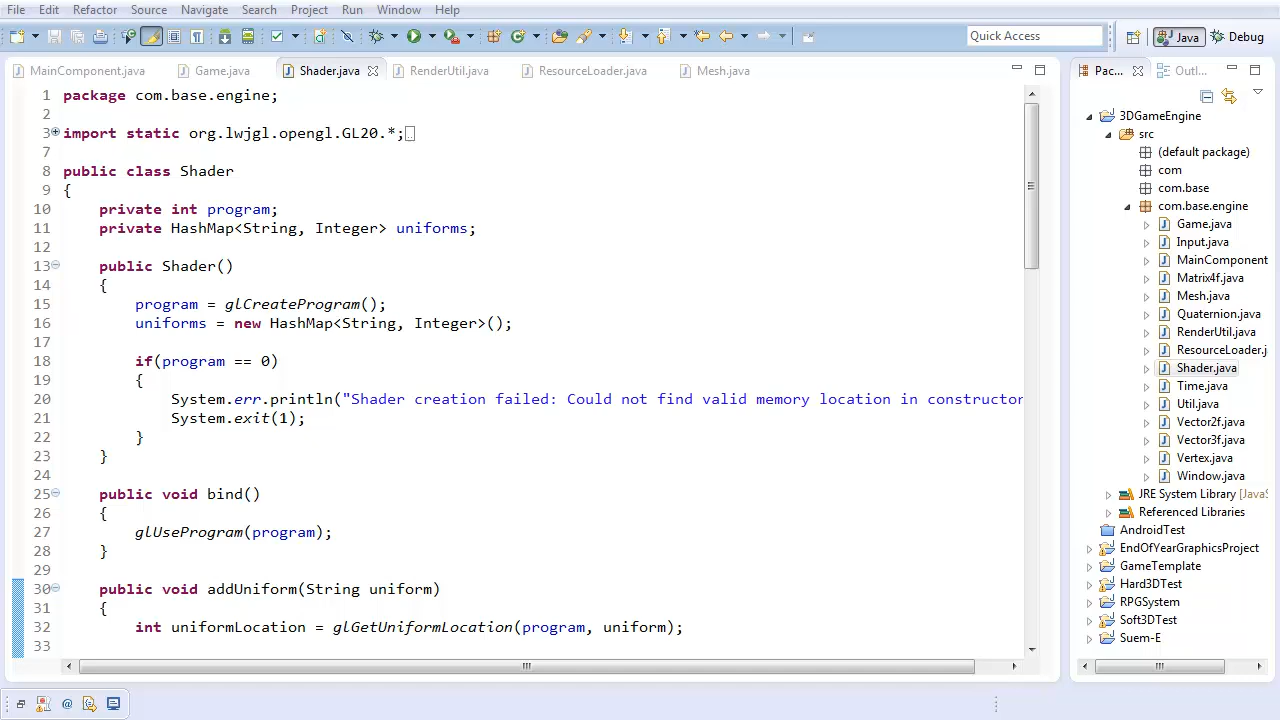 File Edit Refactor Source Navigate Search Project Run Window Help
Quick Access Java Debug
MainComponent.java Game.java Shader.java RenderUtil.java ResourceLoader.java Mesh.java
1 package com.base.engine;
2
3 import static org.lwjgl.opengl.GL20.*;
7
8 public class Shader
9 {
10 private int program;
11 private HashMap<String, Integer> uniforms;
12
13 public Shader()
14 {
15 program = glCreateProgram();
16 uniforms = new HashMap<String, Integer>();
17
18 if(program == 0)
19 {
20 System.err.println("Shader creation failed: Could not find valid memory location in constructor
21 System.exit(1);
22 }
23 }
24
25 public void bind()
26 {
27 glUseProgram(program);
28 }
29
30 public void addUniform(String uniform)
31 {
32 int uniformLocation = glGetUniformLocation(program, uniform);
33
Pac... Outl...
3DGameEngine
src
(default package)
com
com.base
com.base.engine
Game.java
Input.java
MainComponent
Matrix4f.java
Mesh.java
Quaternion.java
RenderUtil.java
ResourceLoader.j
Shader.java
Time.java
Util.java
Vector2f.java
Vector3f.java
Vertex.java
Window.java
JRE System Library [JavaS
Referenced Libraries
AndroidTest
EndOfYearGraphicsProject
GameTemplate
Hard3DTest
RPGSystem
Soft3DTest
Suem-E